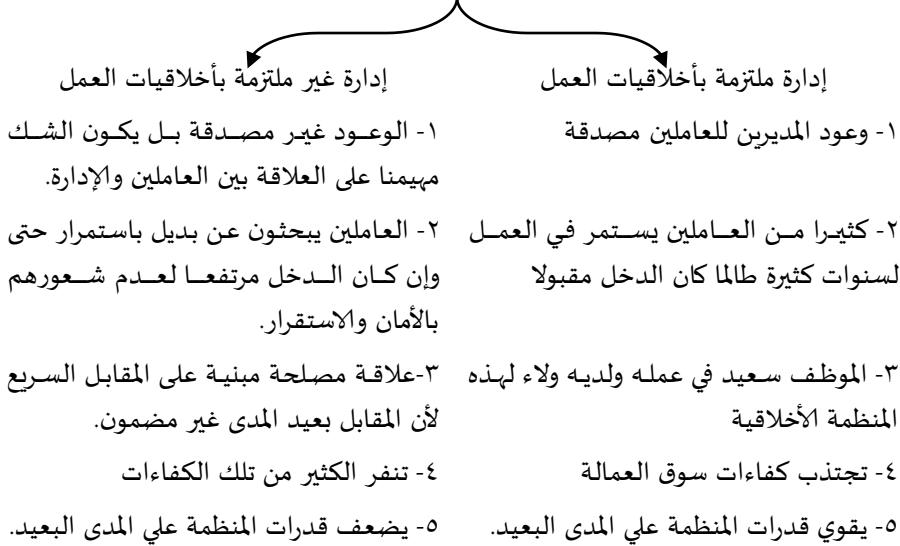 إدارة ملتزمة بأخلاقيات العمل
١- وعود المديرين للعاملين مصدقة
٢- كثيرا من العاملين يستمر في العمل
لسنوات كثيرة طالما كان الدخل مقبولا
٣- الموظف سعيد في عمله ولديه ولاء لهذه
المنظمة الأخلاقية
٤- تجتذب كفاءات سوق العمالة
٥- يقوي قدرات المنظمة علي المدى البعيد.
إدارة غير ملتزمة بأخلاقيات العمل
١- الوعود غير مصدقة بل يكون الشك
مهيمنا على العلاقة بين العاملين والإدارة.
٢- العاملين يبحثون عن بديل باستمرار حتى
وإن كان الدخل مرتفعا لعدم شعورهم
بالأمان والاستقرار.
٣-علاقة مصلحة مبنية على المقابل السريع
لأن المقابل بعيد المدى غير مضمون.
٤- تنفر الكثير من تلك الكفاءات
٥- يضعف قدرات المنظمة علي المدى البعيد.